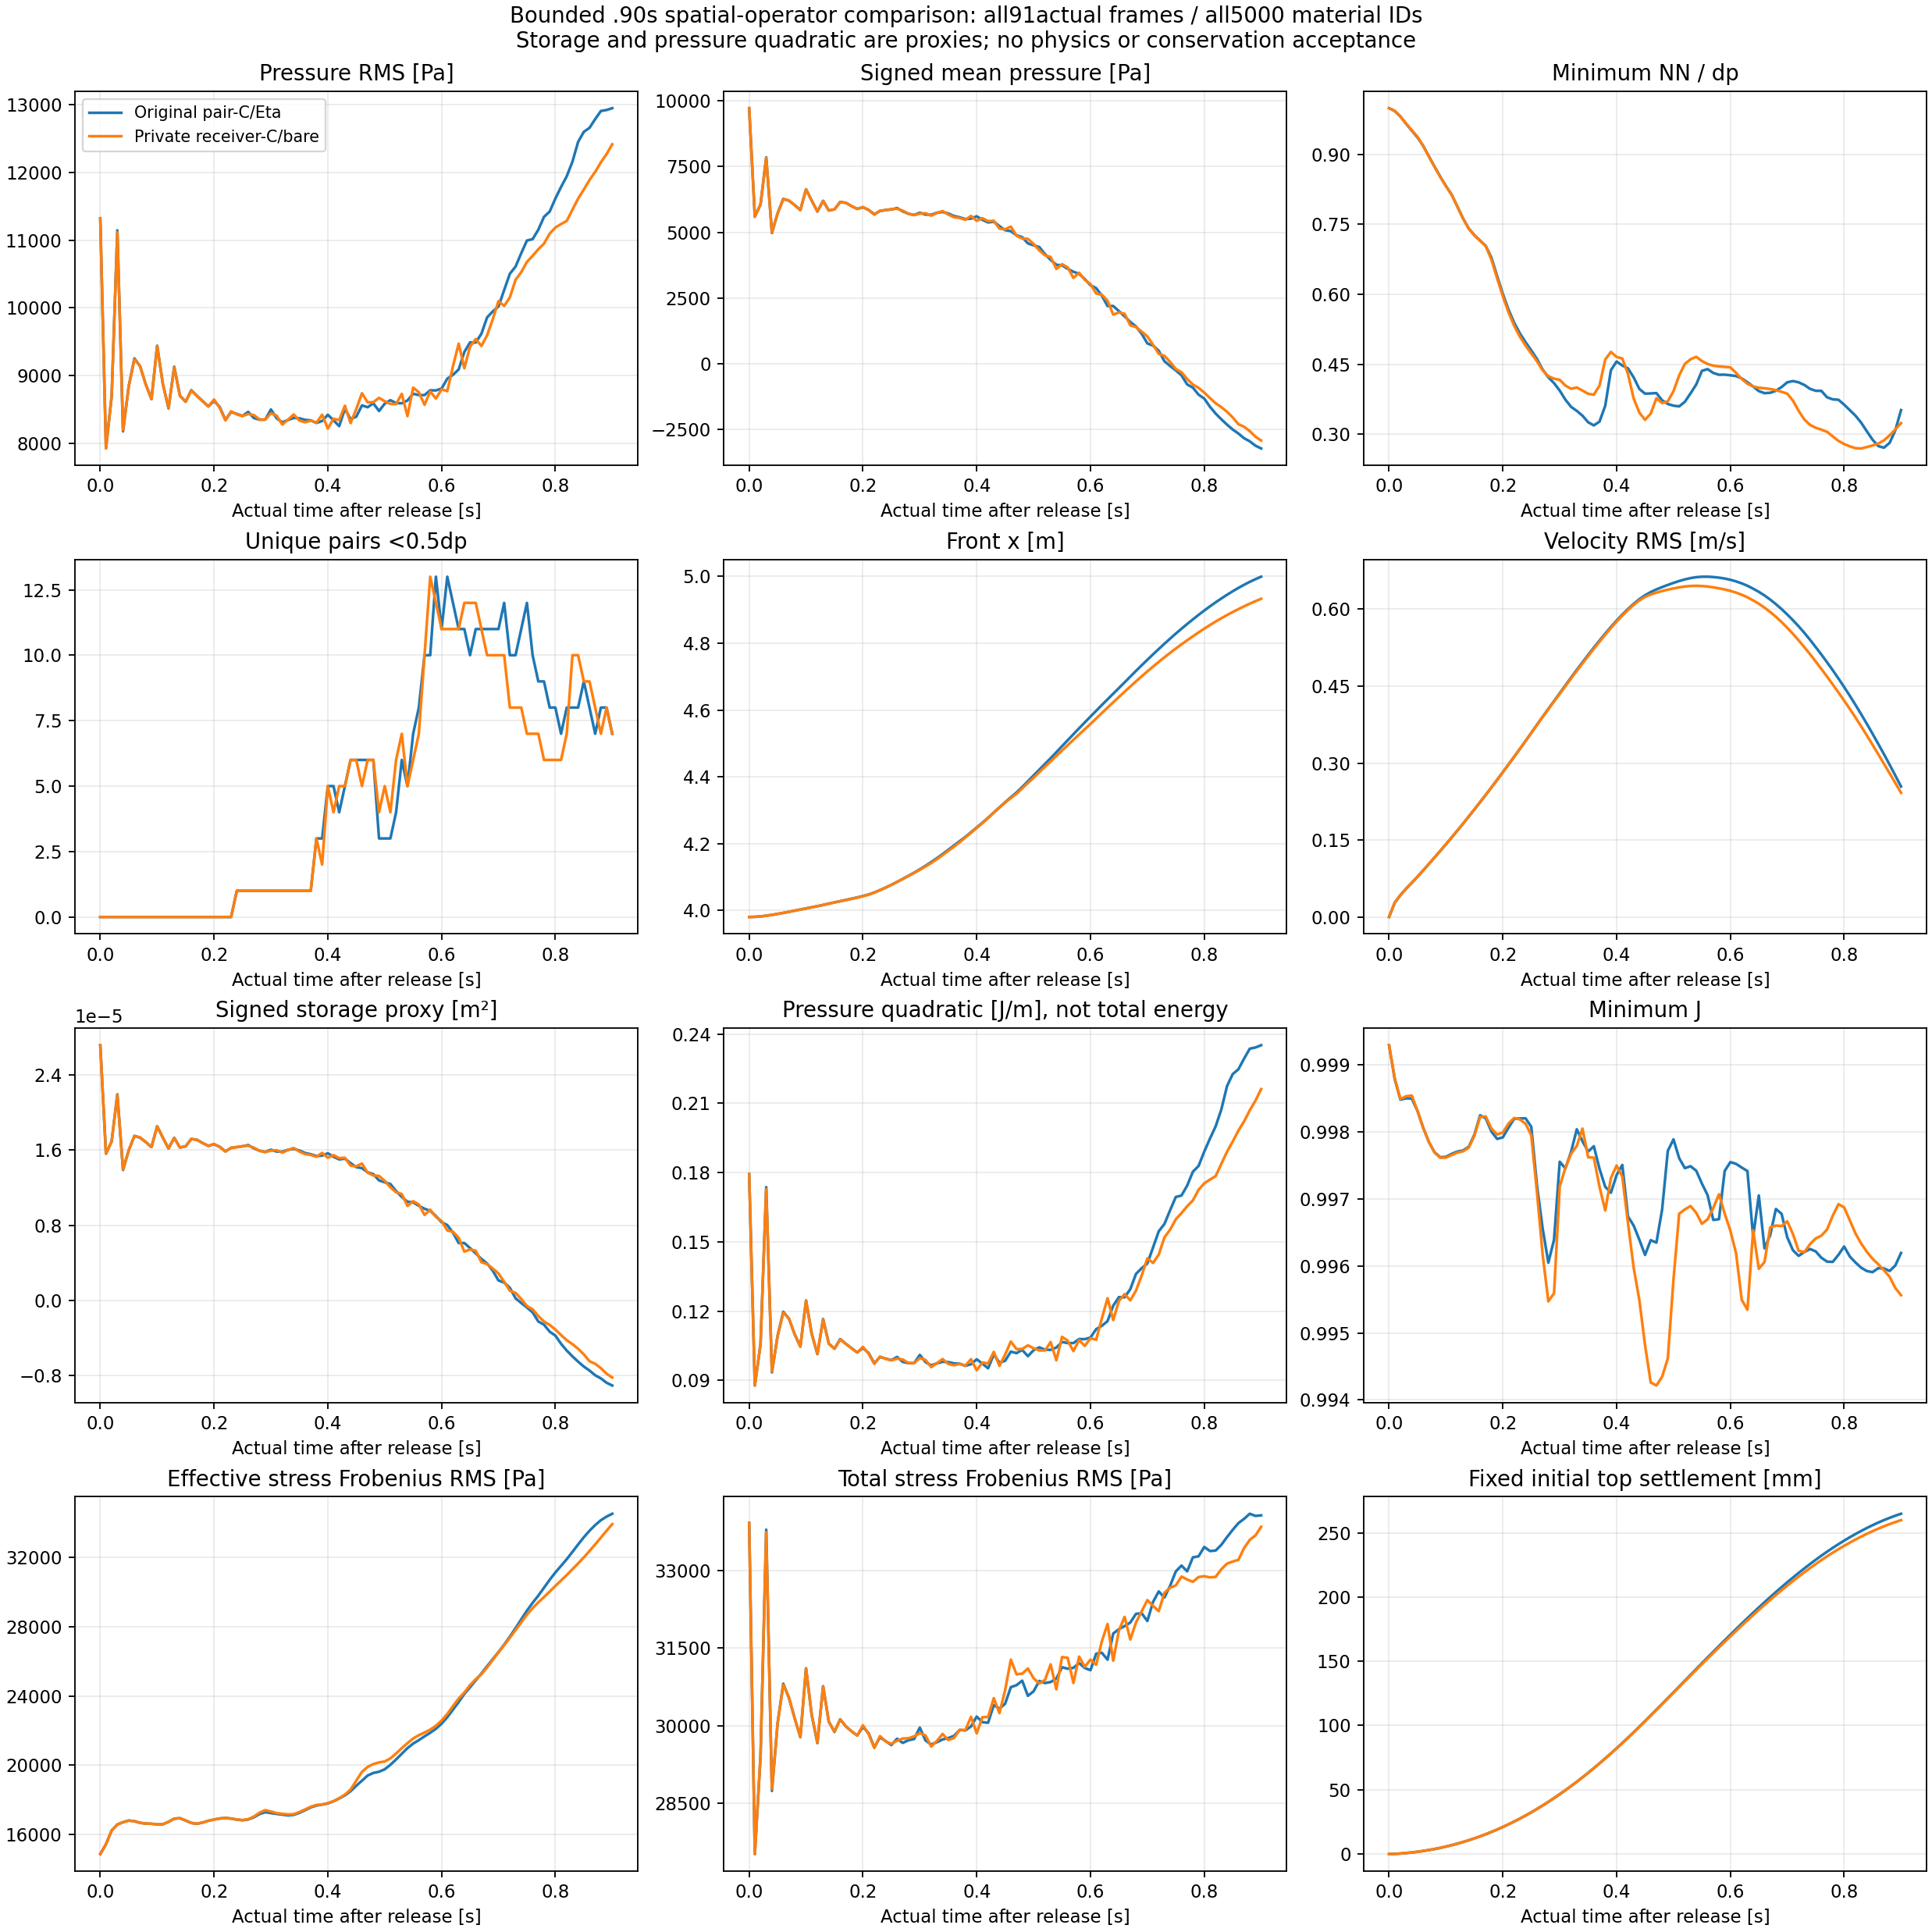 Bounded .90s spatial-operator comparison: all91actual frames / all5000 material IDs
Storage and pressure quadratic are proxies; no physics or conservation acceptance
Pressure RMS [Pa]
13000
12000
11000
10000
9000
8000
Original pair-C/Eta
Private receiver-C/bare
0.0 0.2 0.4 0.6 0.8
Actual time after release [s]
Signed mean pressure [Pa]
10000
7500
5000
2500
0
−2500
0.0 0.2 0.4 0.6 0.8
Actual time after release [s]
Minimum NN / dp
0.90
0.75
0.60
0.45
0.30
0.0 0.2 0.4 0.6 0.8
Actual time after release [s]
Unique pairs <0.5dp
12.5
10.0
7.5
5.0
2.5
0.0
0.0 0.2 0.4 0.6 0.8
Actual time after release [s]
Front x [m]
5.0
4.8
4.6
4.4
4.2
4.0
0.0 0.2 0.4 0.6 0.8
Actual time after release [s]
Velocity RMS [m/s]
0.60
0.45
0.30
0.15
0.00
0.0 0.2 0.4 0.6 0.8
Actual time after release [s]
Signed storage proxy [m²]
1e−5
2.4
1.6
0.8
0.0
−0.8
0.0 0.2 0.4 0.6 0.8
Actual time after release [s]
Pressure quadratic [J/m], not total energy
0.24
0.21
0.18
0.15
0.12
0.09
0.0 0.2 0.4 0.6 0.8
Actual time after release [s]
Minimum J
0.999
0.998
0.997
0.996
0.995
0.994
0.0 0.2 0.4 0.6 0.8
Actual time after release [s]
Effective stress Frobenius RMS [Pa]
32000
28000
24000
20000
16000
0.0 0.2 0.4 0.6 0.8
Actual time after release [s]
Total stress Frobenius RMS [Pa]
33000
31500
30000
28500
0.0 0.2 0.4 0.6 0.8
Actual time after release [s]
Fixed initial top settlement [mm]
250
200
150
100
50
0
0.0 0.2 0.4 0.6 0.8
Actual time after release [s]